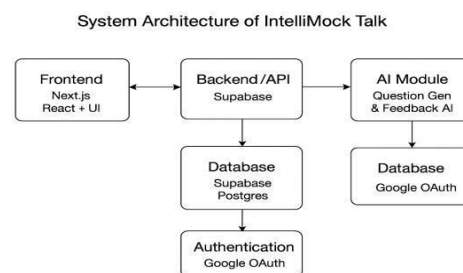 System Architecture of IntelliMock Talk
Frontend
Next.js
React + UI
Backend/API
Supabase
AI Module
Question Gen
& Feedback AI
Database
Supabase
Postgres
Database
Google OAuth
Authentication
Google OAuth